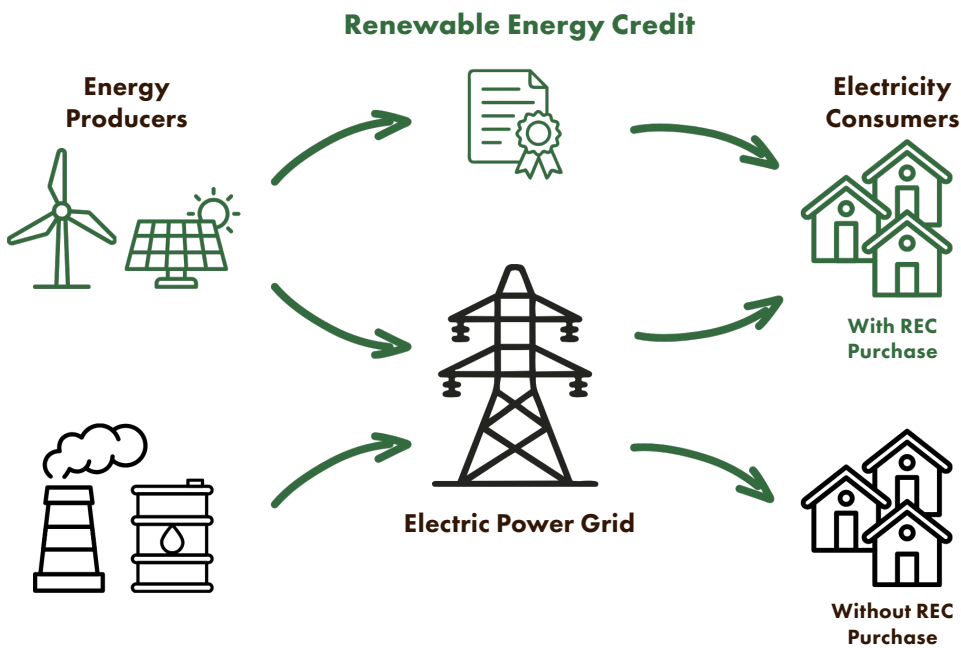 Renewable Energy Credit
Energy
Producers
Electricity
Consumers
With REC
Purchase
Electric Power Grid
Without REC
Purchase